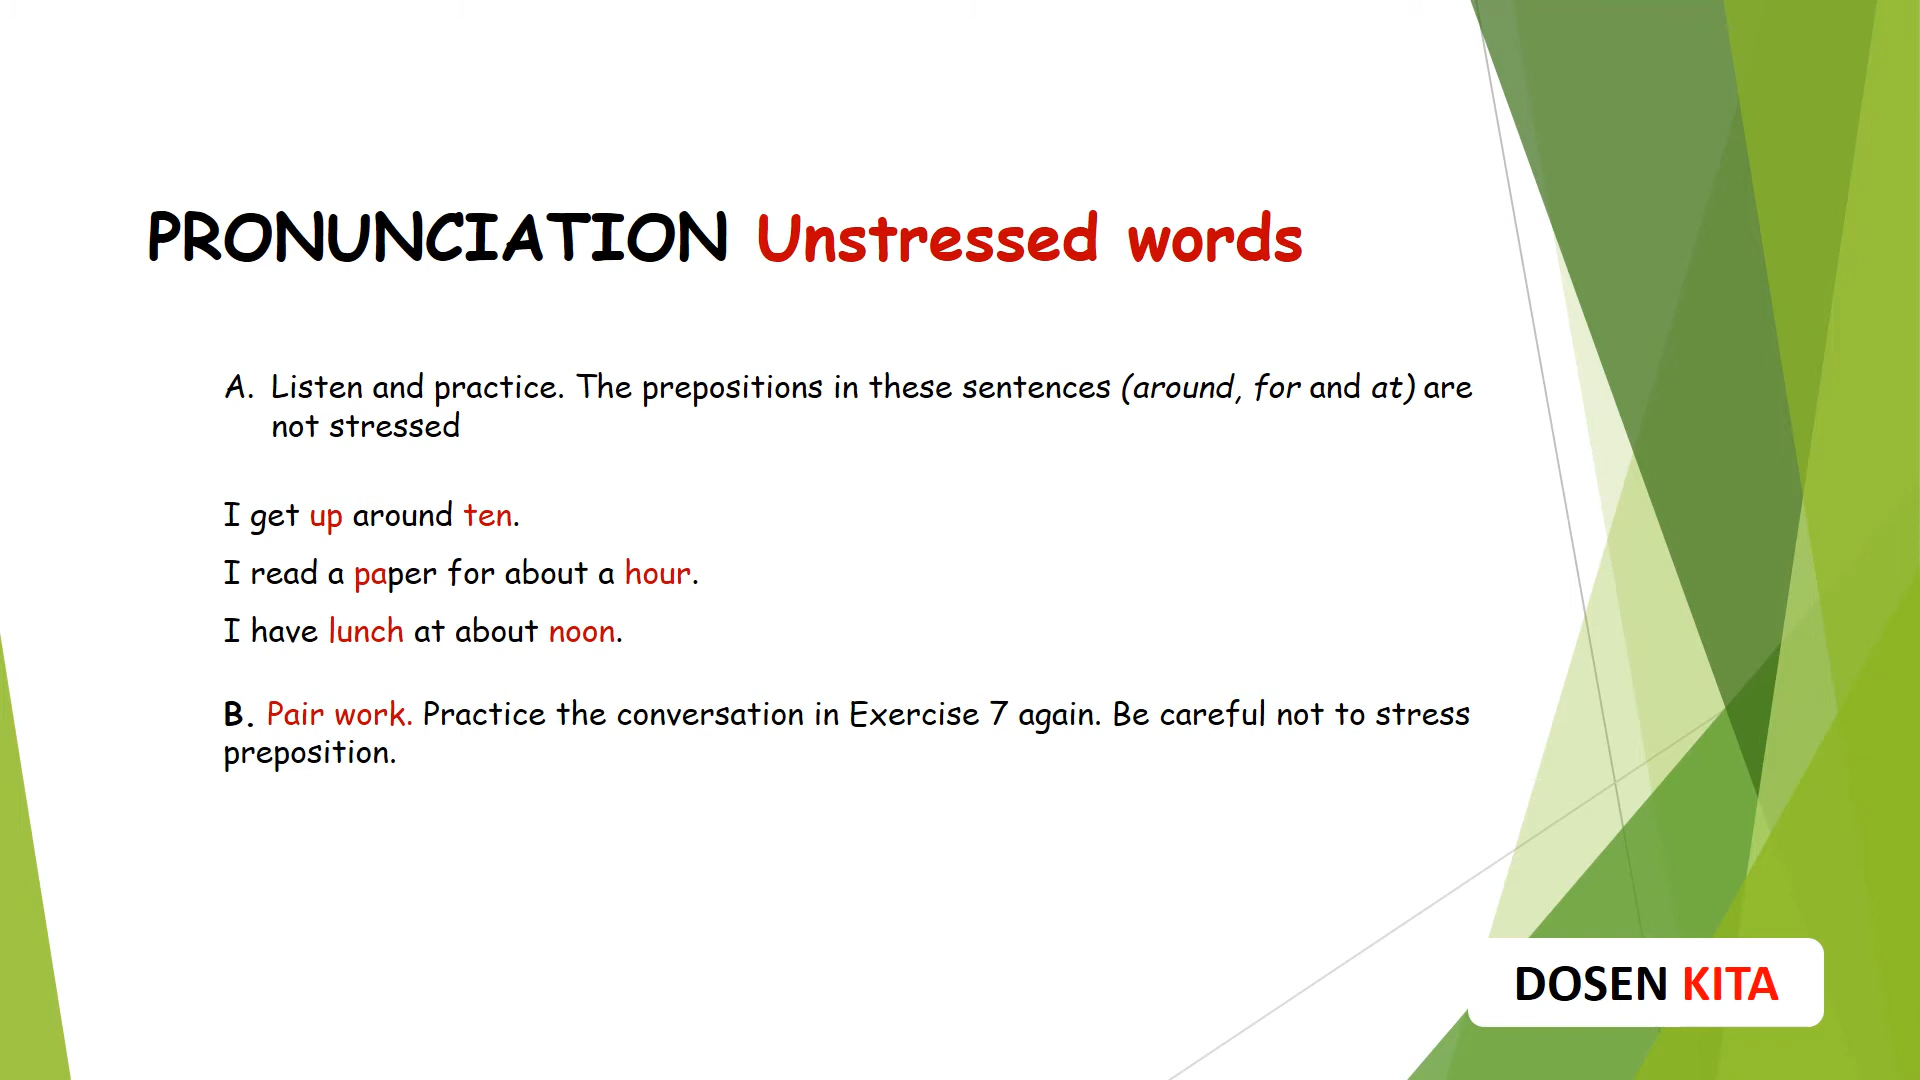 PRONUNCIATION Unstressed words
A. Listen and practice. The prepositions in these sentences (around, for and at) are
not stressed
I get up around ten.
I read a paper for about a hour.
I have lunch at about noon.
B. Pair work. Practice the conversation in Exercise 7 again. Be careful not to stress
preposition.
DOSEN KITA